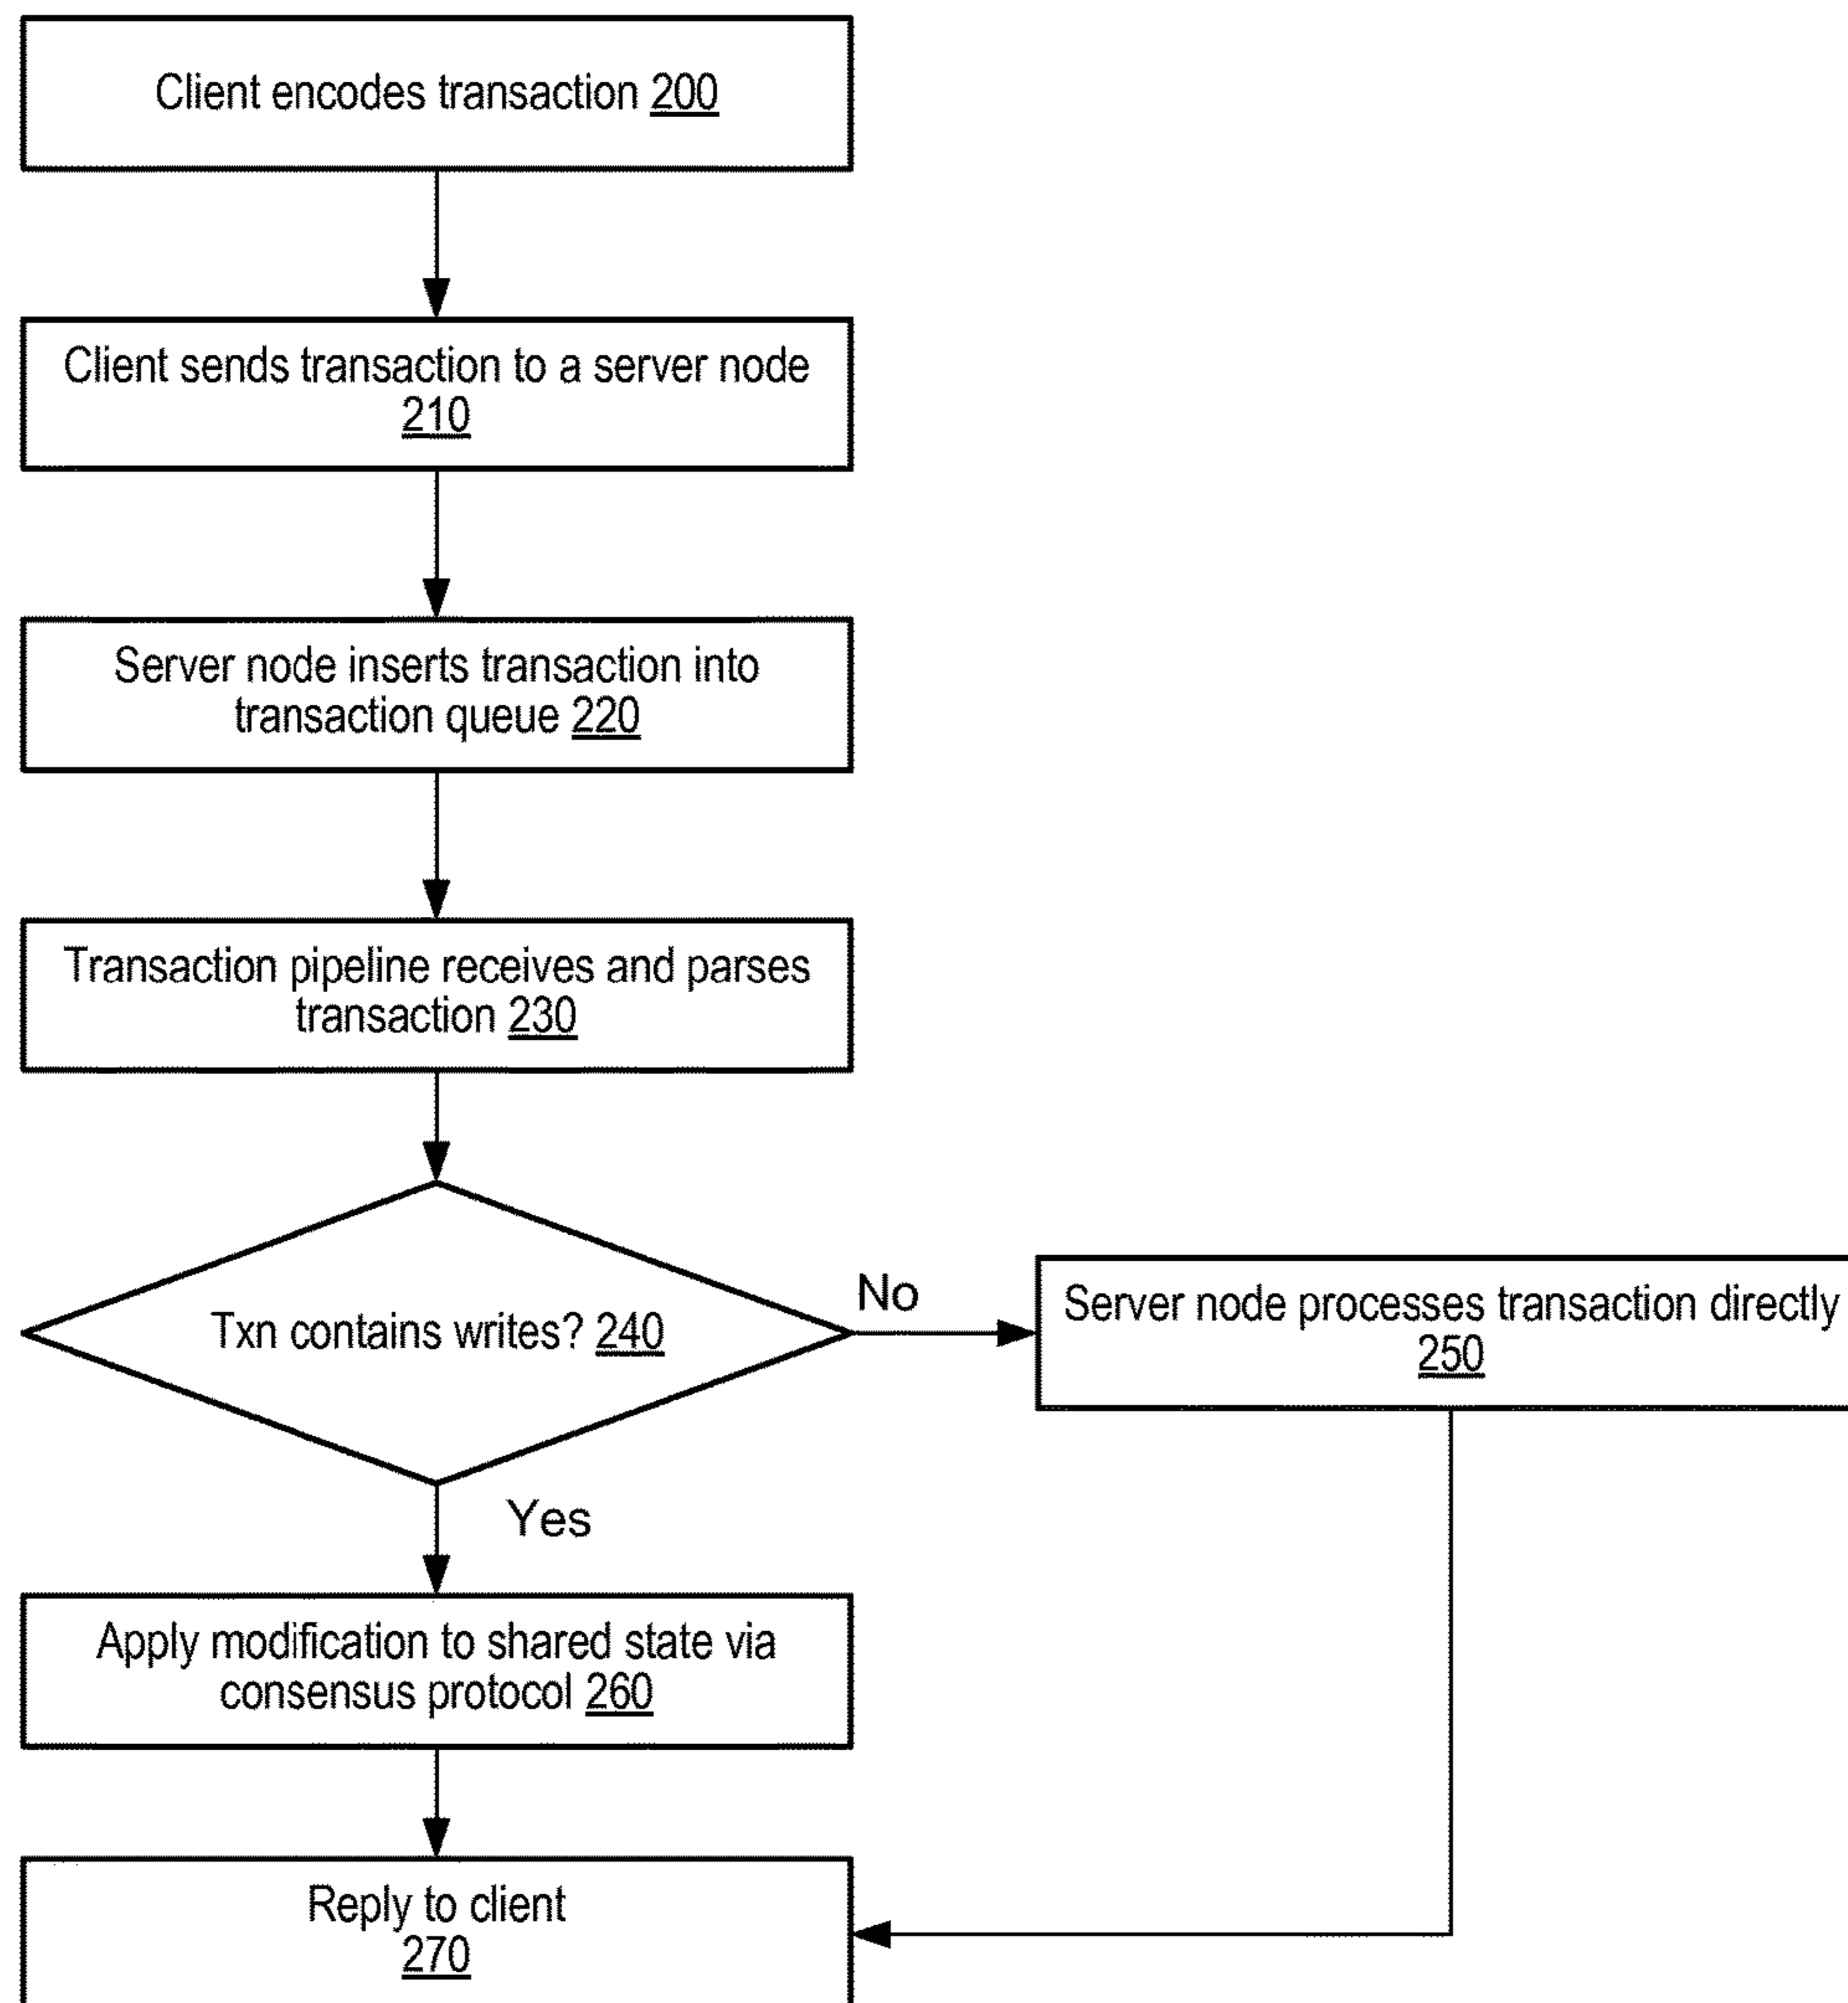 Client encodes transaction 200
Client sends transaction to a server node
210
Server node inserts transaction into
transaction queue 220
Transaction pipeline receives and parses
transaction 230
Txn contains writes? 240
No
Server node processes transaction directly
250
Yes
Apply modification to shared state via
consensus protocol 260
Reply to client
270